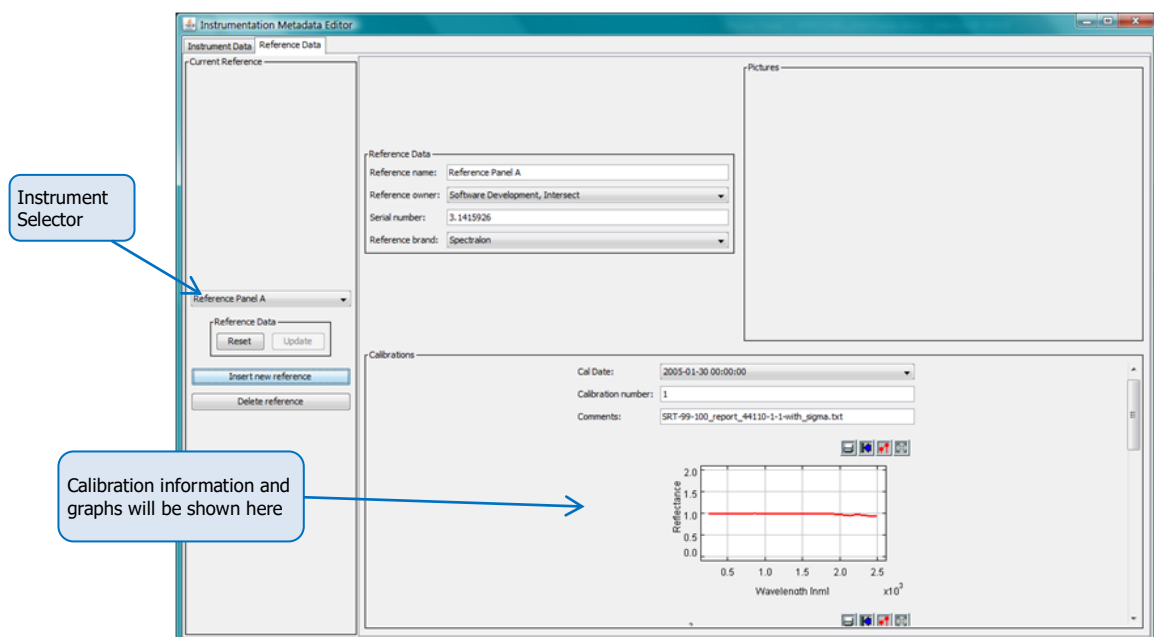 Instrumentation Metadata Editor
Instrument Data
Reference Data
Current Reference
Pictures
Reference Data
Reference name:
Reference Panel A
Reference owner:
Software Development, Intersect
Serial number:
3.1415926
Reference brand:
Spectralon
Instrument
Selector
Reference Panel A
Reference Data
Reset
Update
Insert new reference
Delete reference
Calibrations
Cal Date:
2005-01-30 00:00:00
Calibration number:
1
Comments:
SRT-99-100_report_44110-1-1-with_sigma.txt
Calibration information and
graphs will be shown here
Reflectance
2.0
1.5
1.0
0.5
0.0
0.5 1.0 1.5 2.0 2.5
Wavelength [nm]
x10³